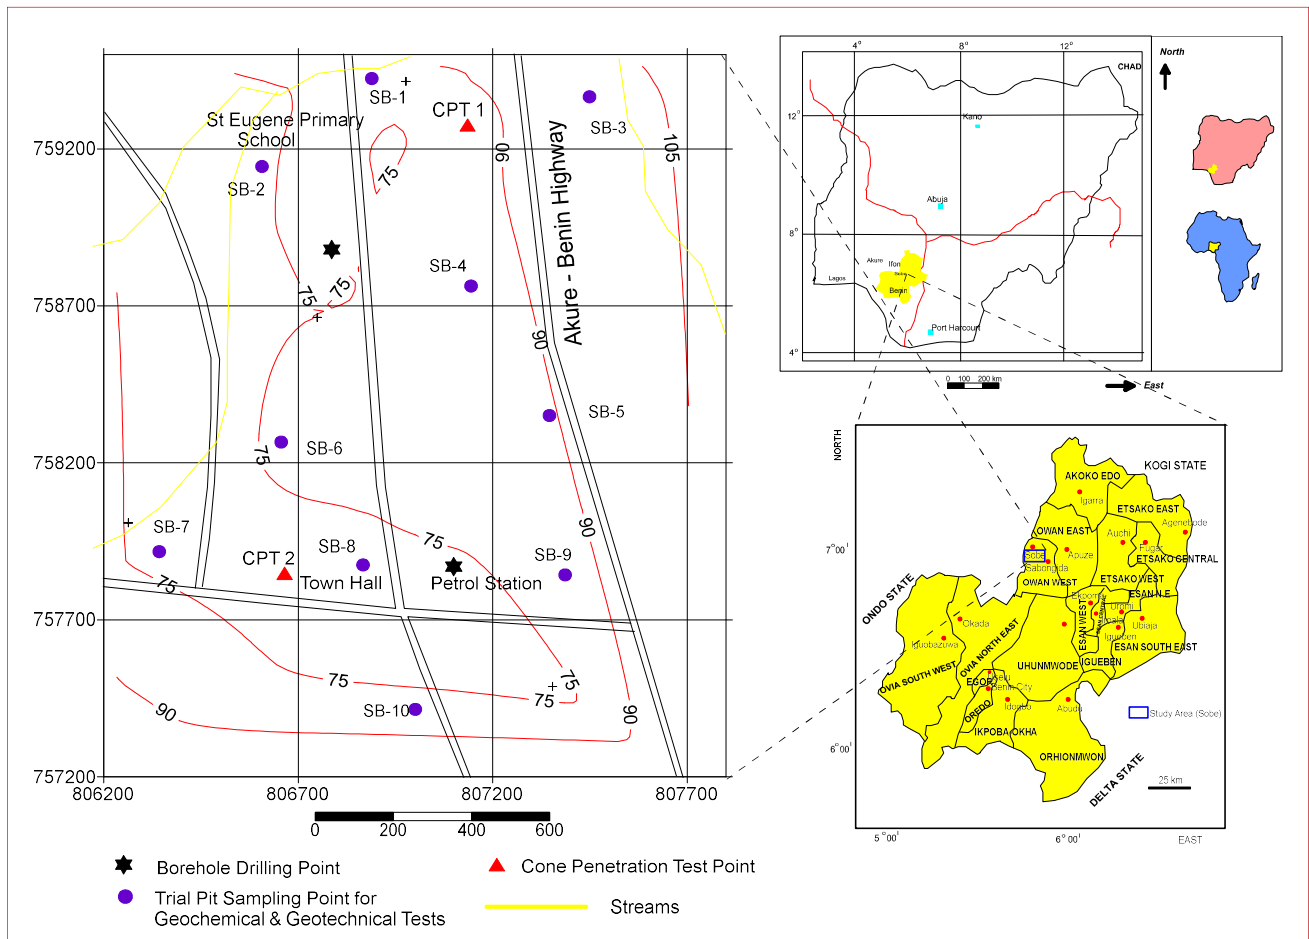 759200
758700
758200
757700
757200
806200
806700
807200
807700
SB-1
CPT 1
St Eugene Primary
School
SB-2
SB-3
75
90
105
Akure - Benin Highway
SB-4
75
75
90
SB-5
75
SB-6
SB-7
CPT 2
SB-8
Town Hall
75
Petrol Station
SB-9
90
75
75
75
75
90
90
SB-10
0
200
400
600
Borehole Drilling Point
Cone Penetration Test Point
Trial Pit Sampling Point for
Geochemical & Geotechnical Tests
Streams
4°
8°
12°
CHAD
12°
8°
4°
Kano
Abuja
Akure
Ifon
Lagos
Benin
Port Harcourt
0 100 200 km
North
East
NORTH
7°00'
6°00'
5°00'
6°00'
EAST
KOGI STATE
AKOKO EDO
Igarra
ETSAKO EAST
Agenebode
OWAN EAST
Auchi
Fugar
Sobe
Abuze
ETSAKO CENTRAL
Sabongida
OWAN WEST
ETSAKO WEST
ESAN N.E
ONDO STATE
Ekpoma
Uromi
Ubiaja
ESAN WEST
Igueben
ESAN SOUTH EAST
Okada
Iguobazuwa
OVIA NORTH EAST
OVIA SOUTH WEST
UHUNMWODE
IGUEBEN
EGOR
Benin City
OREDO
Idogbo
Abudu
IKPOBA OKHA
ORHIONMWON
DELTA STATE
Study Area (Sobe)
25 km